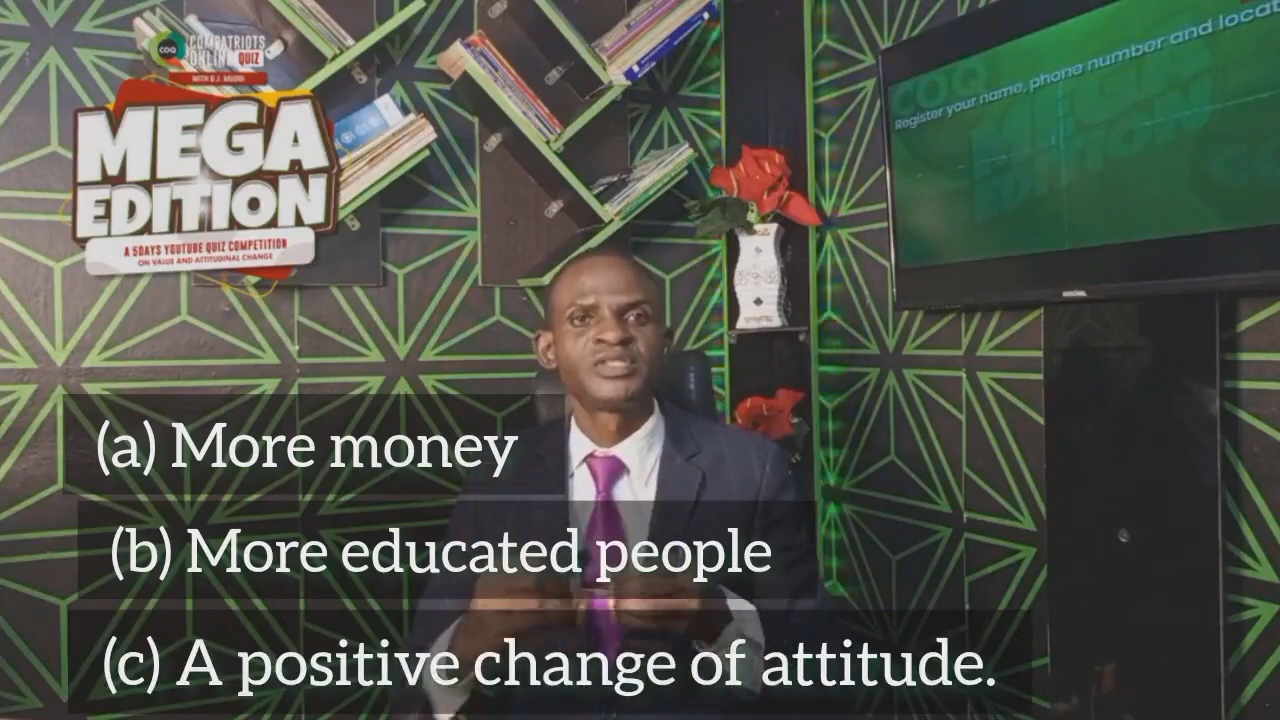 COQ
COMPATRIOTS
ONLINE QUIZ
WITH B.I. MUDDI
MEGA
EDITION
A 5DAYS YOUTUBE QUIZ COMPETITION
ON VALUE AND ATTITUDINAL CHANGE
Register your name, phone number and locat
(a) More money
(b) More educated people
(c) A positive change of attitude.